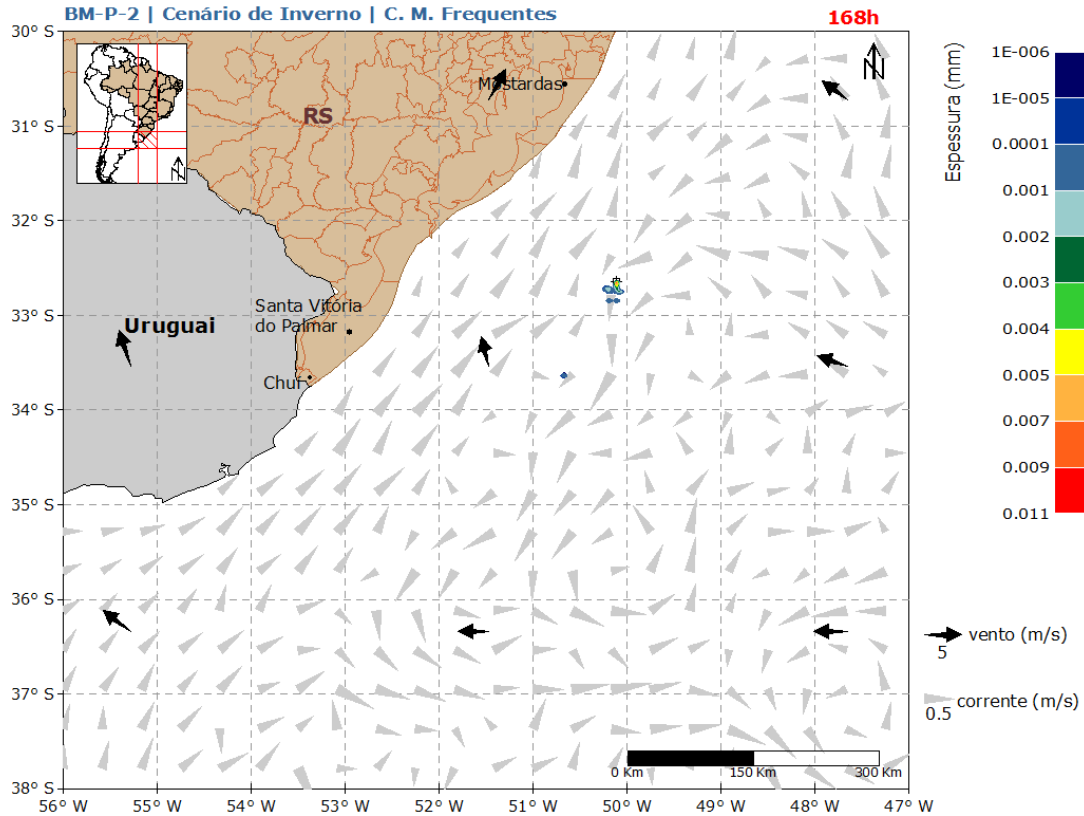 BM-P-2 | Cenário de Inverno | C. M. Frequentes
168h
30° S
31° S
32° S
33° S
34° S
35° S
36° S
37° S
38° S
56° W
55° W
54° W
53° W
52° W
51° W
50° W
49° W
48° W
47° W
N
N
Mostardas
RS
Santa Vitória
do Palmar
Uruguai
Chuí
0 Km
150 Km
300 Km
Espessura (mm)
1E-006
1E-005
0.0001
0.001
0.002
0.003
0.004
0.005
0.007
0.009
0.011
vento (m/s)
5
corrente (m/s)
0.5